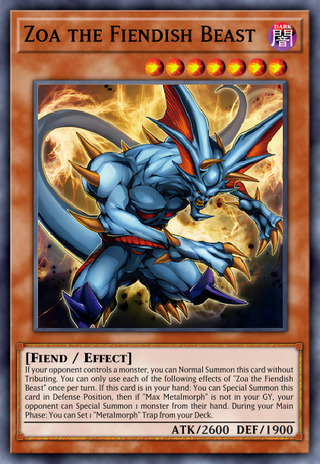 Zoa the Fiendish Beast
DARK
闇
[Fiend / Effect]
If your opponent controls a monster, you can Normal Summon this card without
Tributing. You can only use each of the following effects of "Zoa the Fiendish
Beast" once per turn. If this card is in your hand: You can Special Summon this
card in Defense Position, then if "Max Metalmorph" is not in your GY, your
opponent can Special Summon 1 monster from their hand. During your Main
Phase: You can Set 1 "Metalmorph" Trap from your Deck.
ATK/2600 DEF/1900